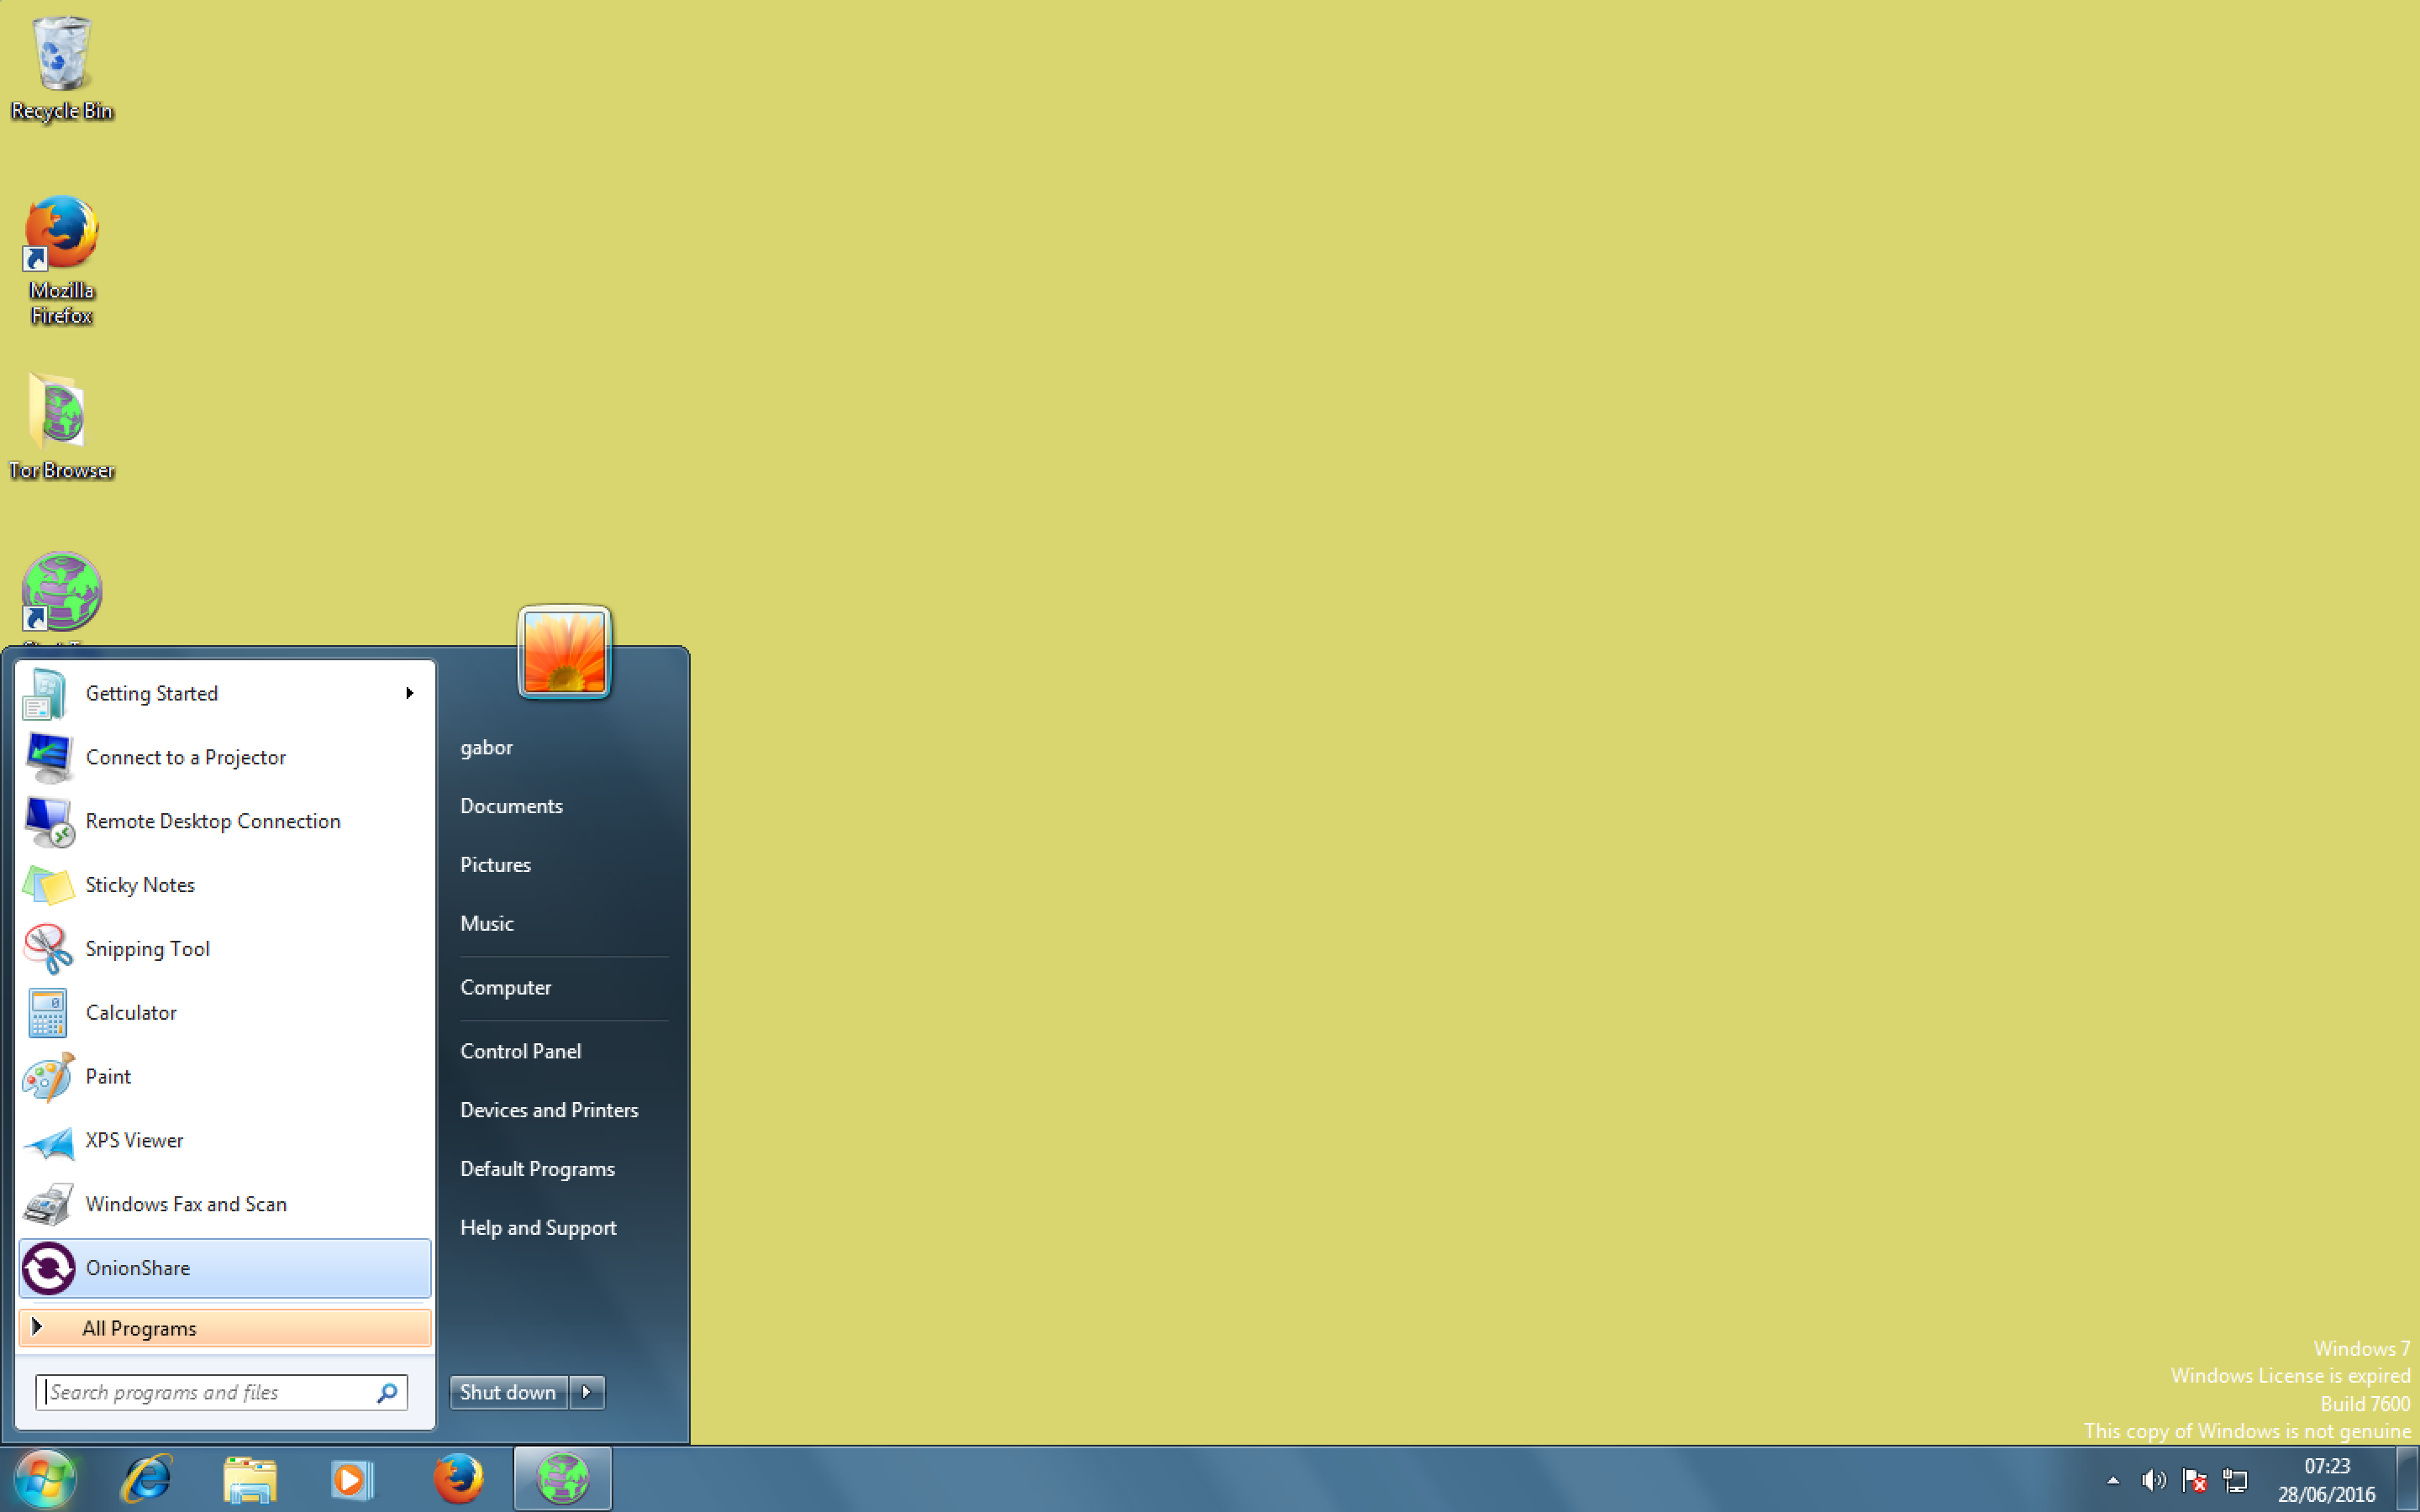 Recycle Bin
Mozilla
Firefox
Tor Browser
Getting Started
Connect to a Projector
Remote Desktop Connection
Sticky Notes
Snipping Tool
Calculator
Paint
XPS Viewer
Windows Fax and Scan
OnionShare
All Programs
Search programs and files
gabor
Documents
Pictures
Music
Computer
Control Panel
Devices and Printers
Default Programs
Help and Support
Shut down
Windows 7
Windows License is expired
Build 7600
This copy of Windows is not genuine
07:23
28/06/2016